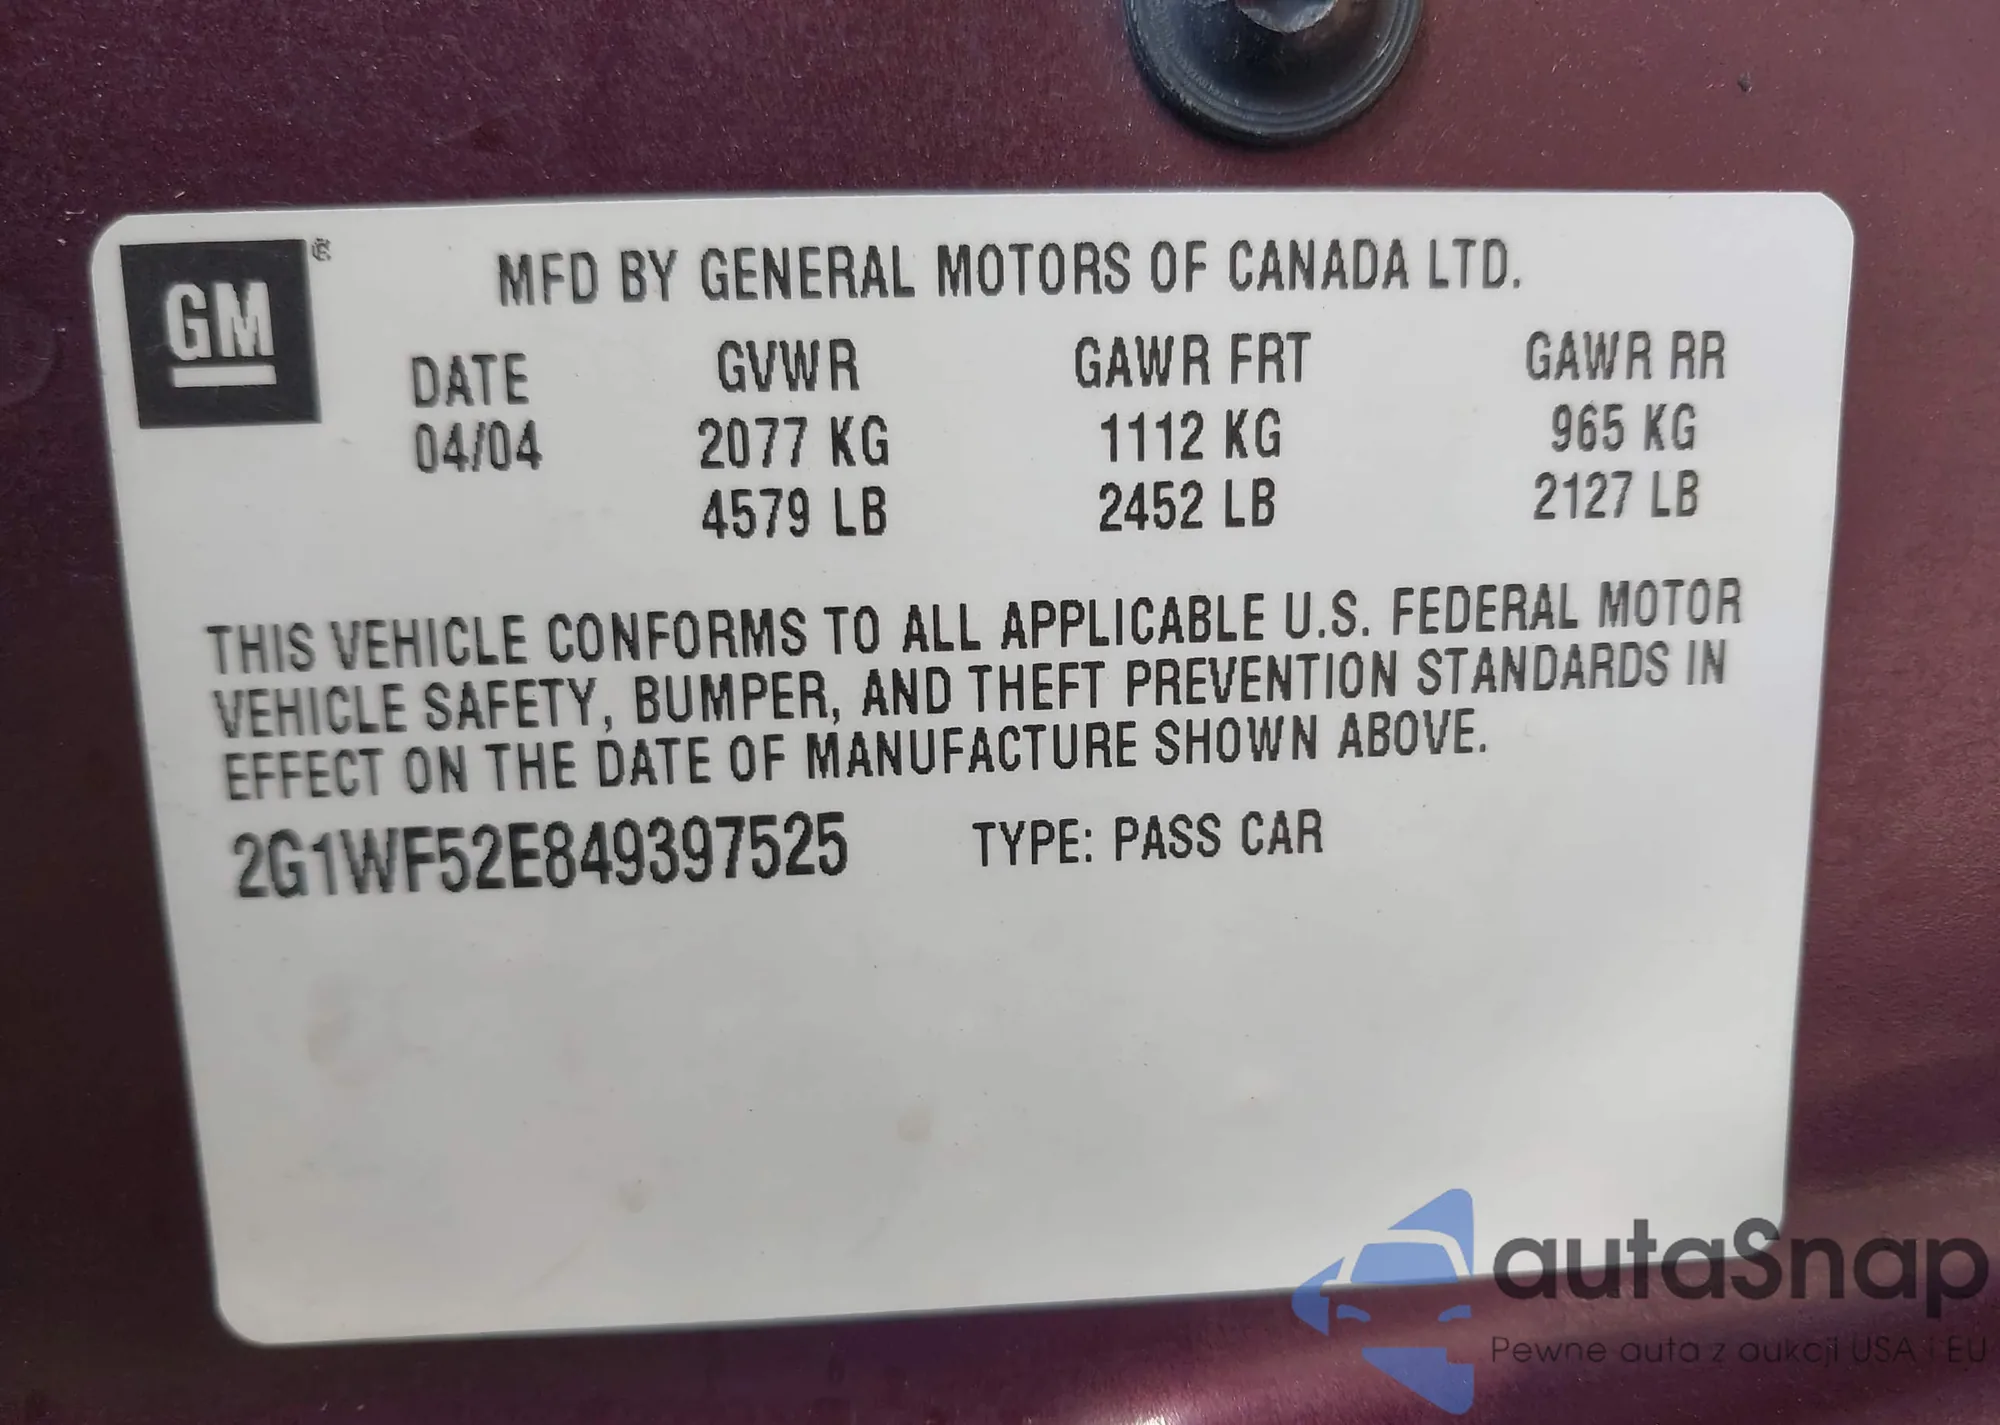 GM
MFD BY GENERAL MOTORS OF CANADA LTD.
DATE GVWR GAWR FRT GAWR RR
04/04 2077 KG 1112 KG 965 KG
4579 LB 2452 LB 2127 LB
THIS VEHICLE CONFORMS TO ALL APPLICABLE U.S. FEDERAL MOTOR
VEHICLE SAFETY, BUMPER, AND THEFT PREVENTION STANDARDS IN
EFFECT ON THE DATE OF MANUFACTURE SHOWN ABOVE.
2G1WF52E849397525 TYPE: PASS CAR
autaSnap
Pewne auta z aukcji USA i EU